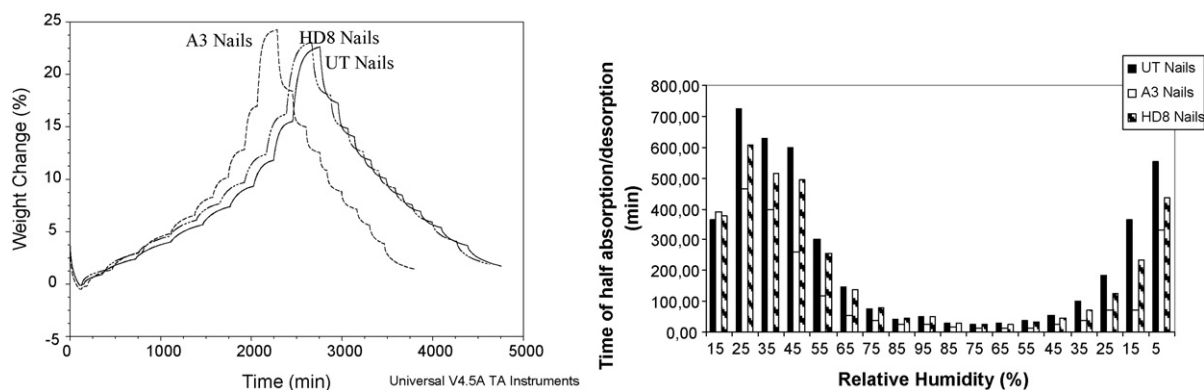 25
20
15
10
5
0
-5
Weight Change (%)
A3 Nails
HD8 Nails
UT Nails
0 1000 2000 3000 4000 5000
Time (min)
Universal V4.5A TA Instruments
Time of half absorption/desorption
(min)
800,00
700,00
600,00
500,00
400,00
300,00
200,00
100,00
0,00
UT Nails
A3 Nails
HD8 Nails
15 25 35 45 55 65 75 85 95 85 75 65 55 45 35 25 15 5
Relative Humidity (%)